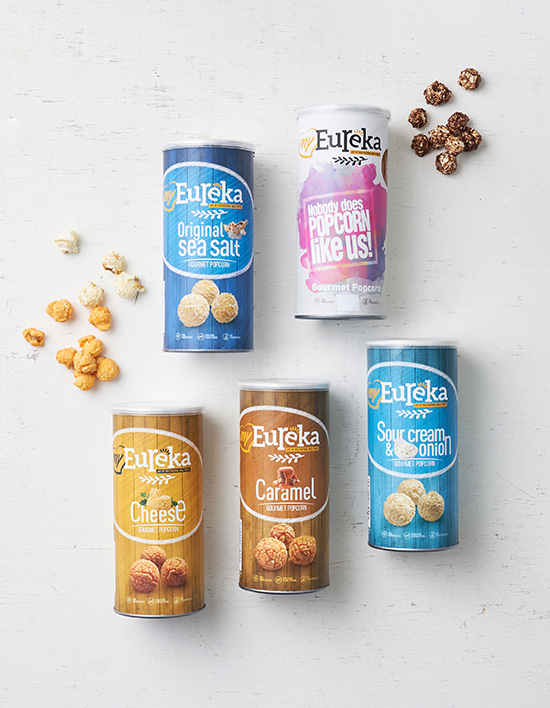 my
Eureka
Original
sea salt
GOURMET POPCORN
my
Eureka
Nobody does
POPCORN
like us!
Gourmet Popcorn
my
Eureka
Cheese
GOURMET POPCORN
my
Eureka
Caramel
GOURMET POPCORN
my
Eureka
Sour cream
& onion
GOURMET POPCORN